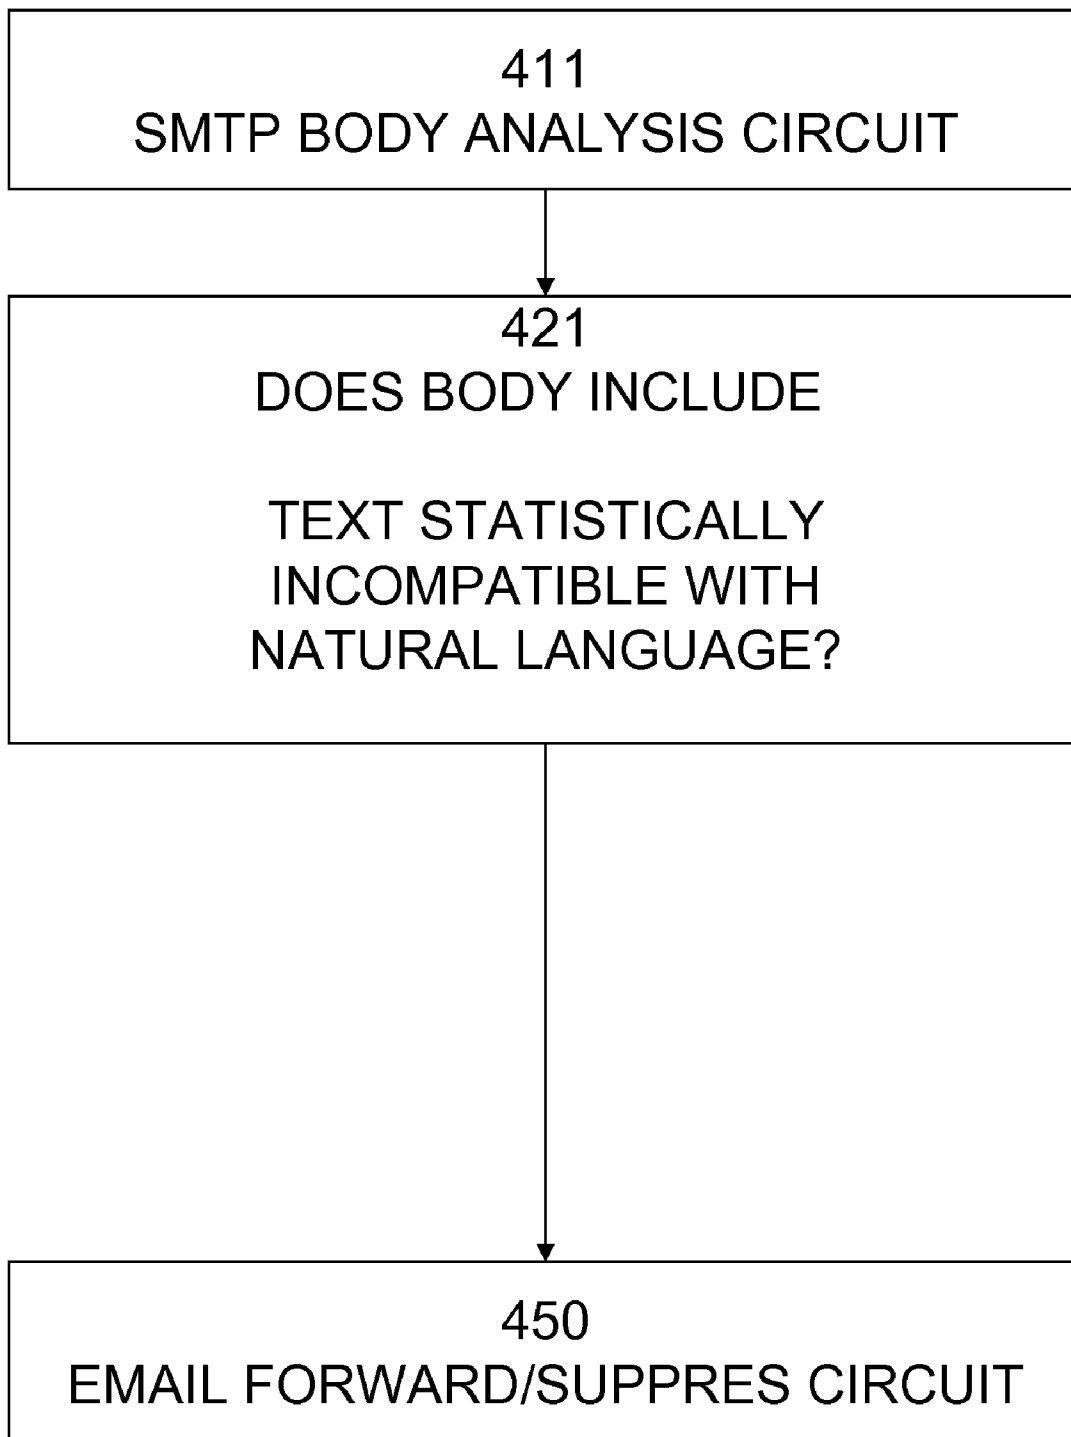 411
SMTP BODY ANALYSIS CIRCUIT
421
DOES BODY INCLUDE
TEXT STATISTICALLY
INCOMPATIBLE WITH
NATURAL LANGUAGE?
450
EMAIL FORWARD/SUPPRES CIRCUIT